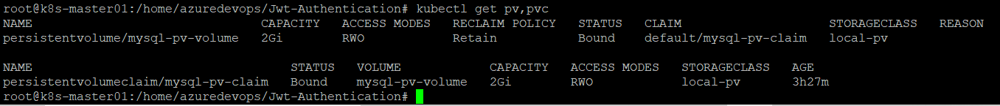 root@k8s-master01:/home/azuredevops/Jwt-Authentication# kubectl get pv,pvc
NAME CAPACITY ACCESS MODES RECLAIM POLICY STATUS CLAIM STORAGECLASS REASON
persistentvolume/mysql-pv-volume 2Gi RWO Retain Bound default/mysql-pv-claim local-pv
NAME STATUS VOLUME CAPACITY ACCESS MODES STORAGECLASS AGE
persistentvolumeclaim/mysql-pv-claim Bound mysql-pv-volume 2Gi RWO local-pv 3h27m
root@k8s-master01:/home/azuredevops/Jwt-Authentication#